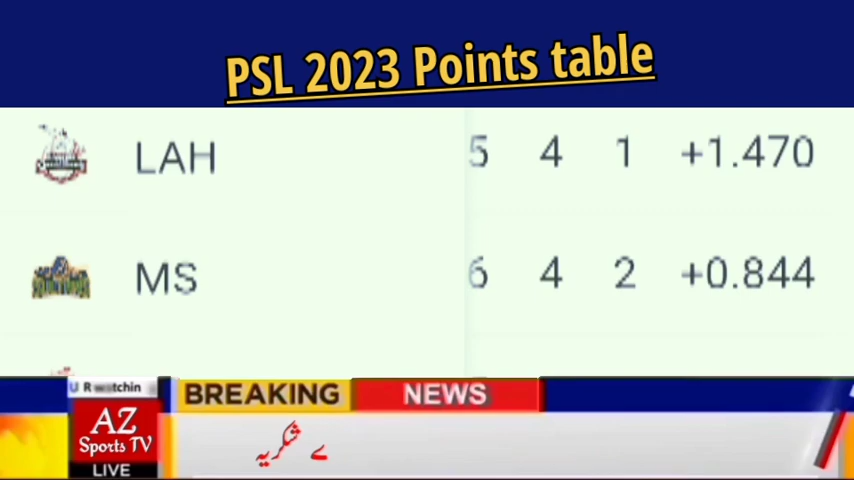 PSL 2023 Points table
LAH 5 4 1 +1.470
MS 6 4 2 +0.844
U R watchin
BREAKING NEWS
AZ
Sports TV
LIVE
ے شکریہ